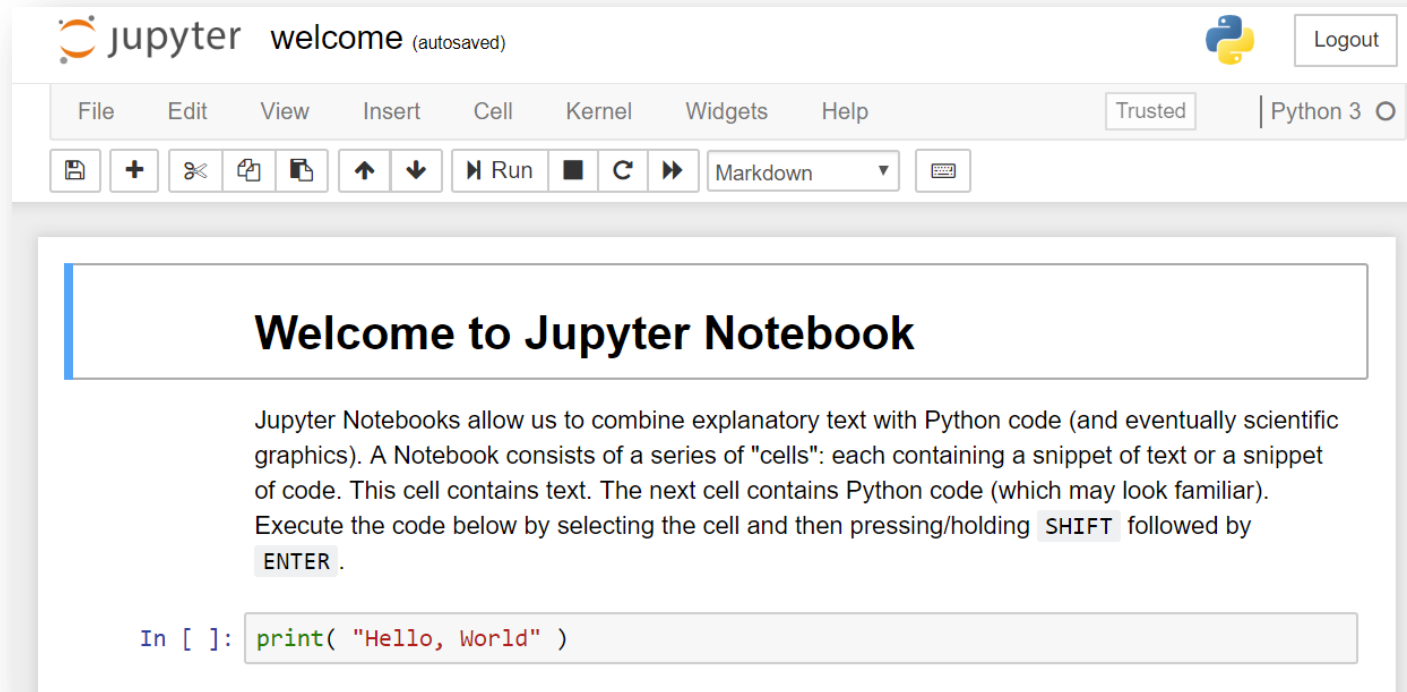 jupyter welcome (autosaved) Logout
File Edit View Insert Cell Kernel Widgets Help Trusted Python 3
Run Markdown
Welcome to Jupyter Notebook
Jupyter Notebooks allow us to combine explanatory text with Python code (and eventually scientific
graphics). A Notebook consists of a series of "cells": each containing a snippet of text or a snippet
of code. This cell contains text. The next cell contains Python code (which may look familiar).
Execute the code below by selecting the cell and then pressing/holding SHIFT followed by
ENTER.
In [ ]: print( "Hello, World" )